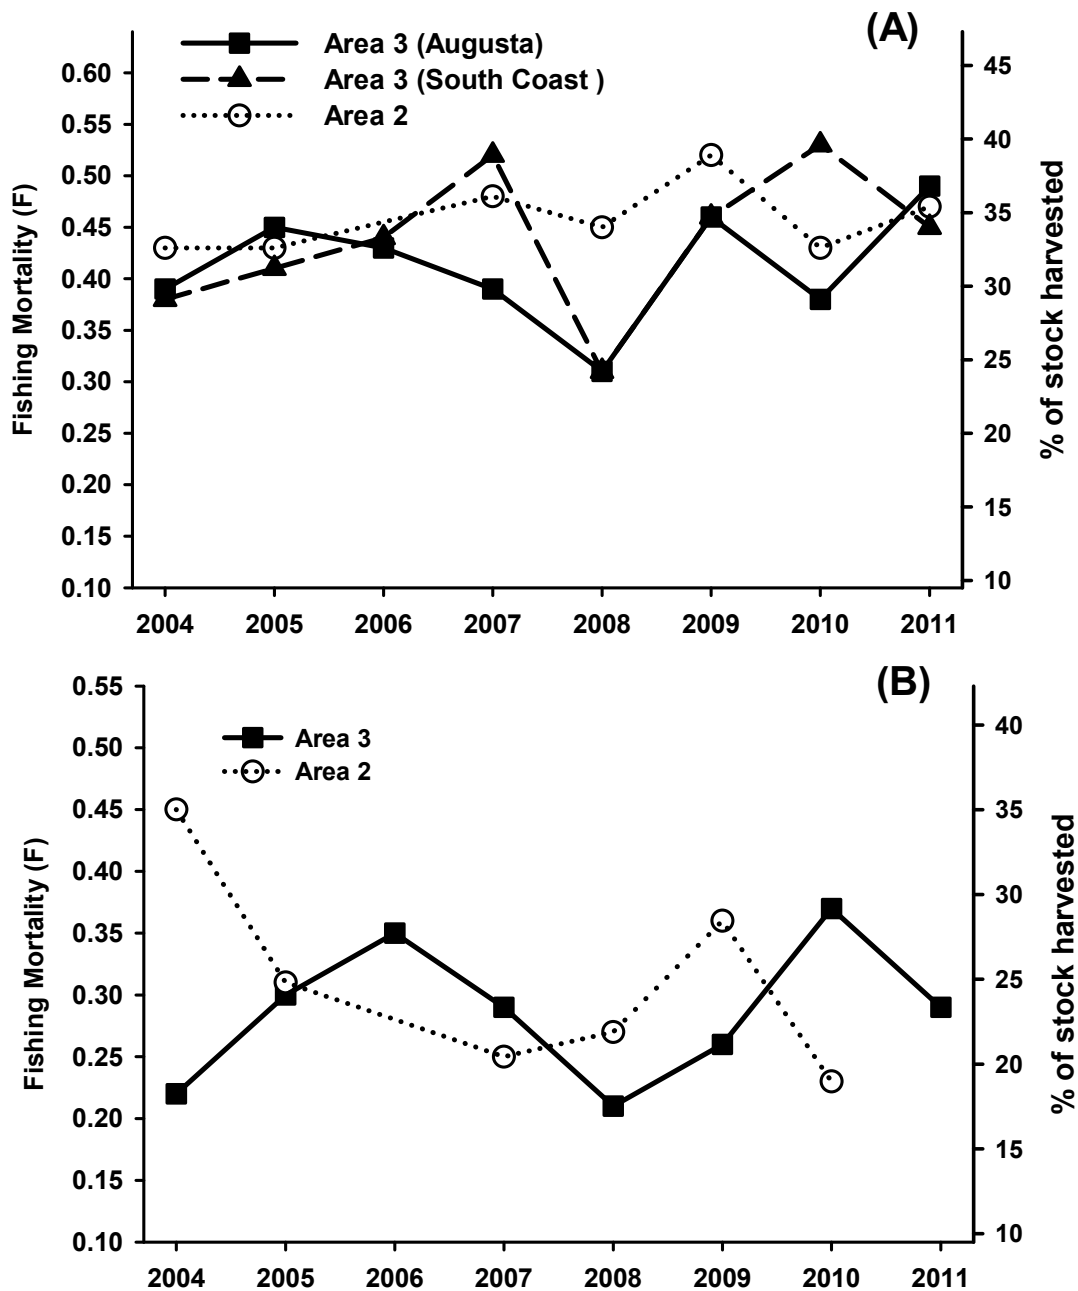 (A)
Area 3 (Augusta)
Area 3 (South Coast )
Area 2
Fishing Mortality (F)
0.60
0.55
0.50
0.45
0.40
0.35
0.30
0.25
0.20
0.15
0.10
45
40
35
30
25
20
15
10
% of stock harvested
2004 2005 2006 2007 2008 2009 2010 2011
(B)
Area 3
Area 2
Fishing Mortality (F)
0.55
0.50
0.45
0.40
0.35
0.30
0.25
0.20
0.15
0.10
40
35
30
25
20
15
10
% of stock harvested
2004 2005 2006 2007 2008 2009 2010 2011